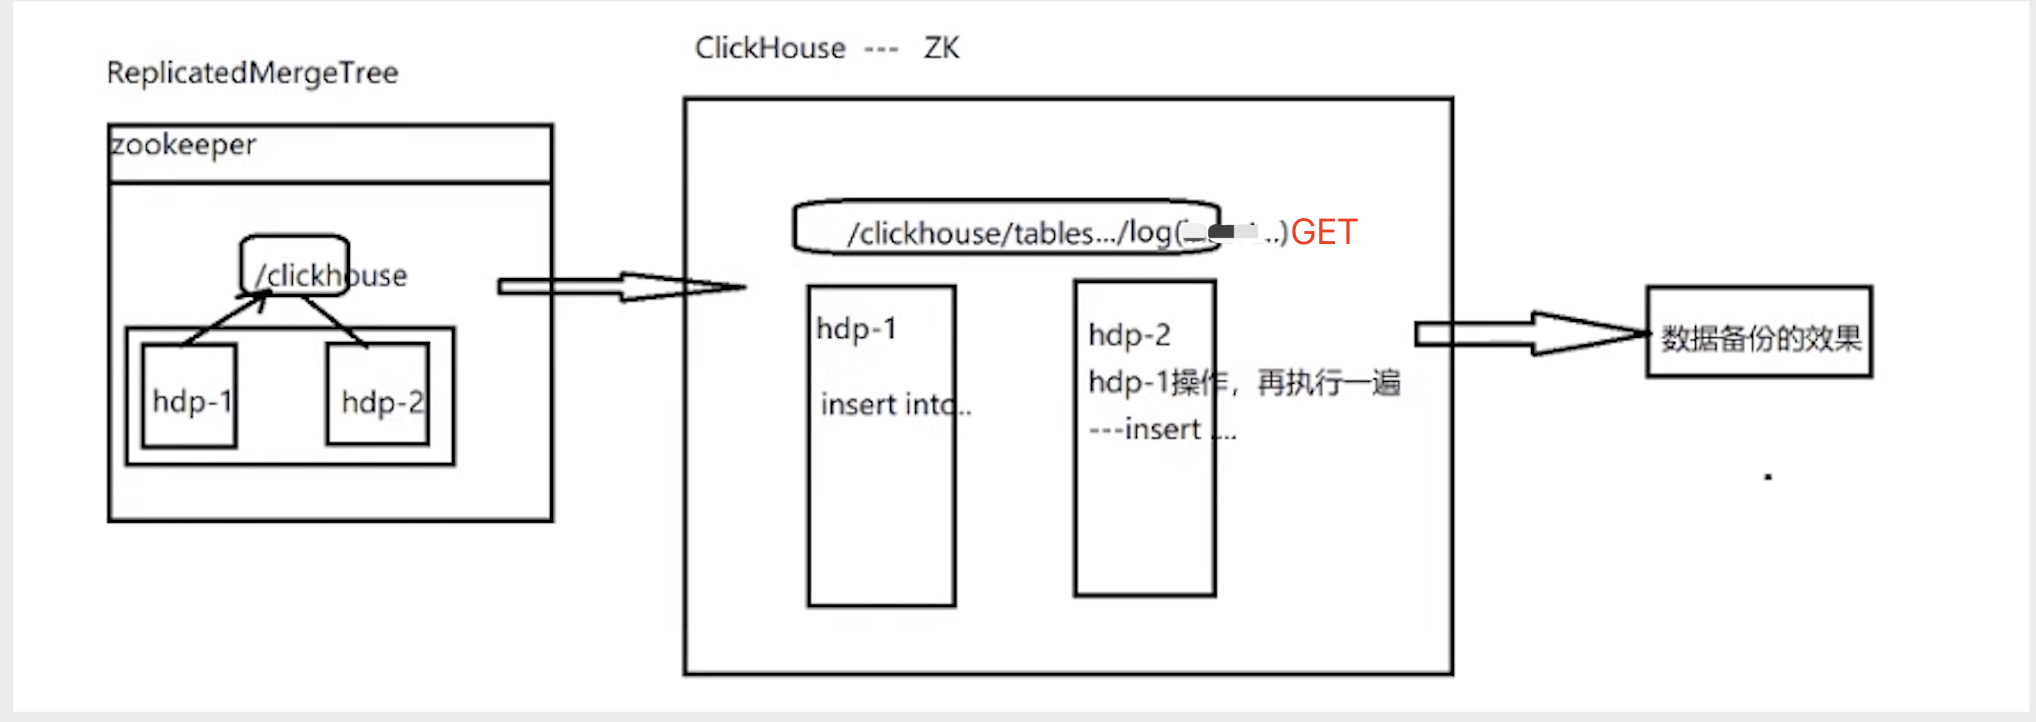 ReplicatedMergeTree
zookeeper
/clickhouse
hdp-1
hdp-2
ClickHouse --- ZK
/clickhouse/tables.../log( ..)GET
hdp-1
insert into..
hdp-2
hdp-1操作，再执行一遍
---insert ....
数据备份的效果